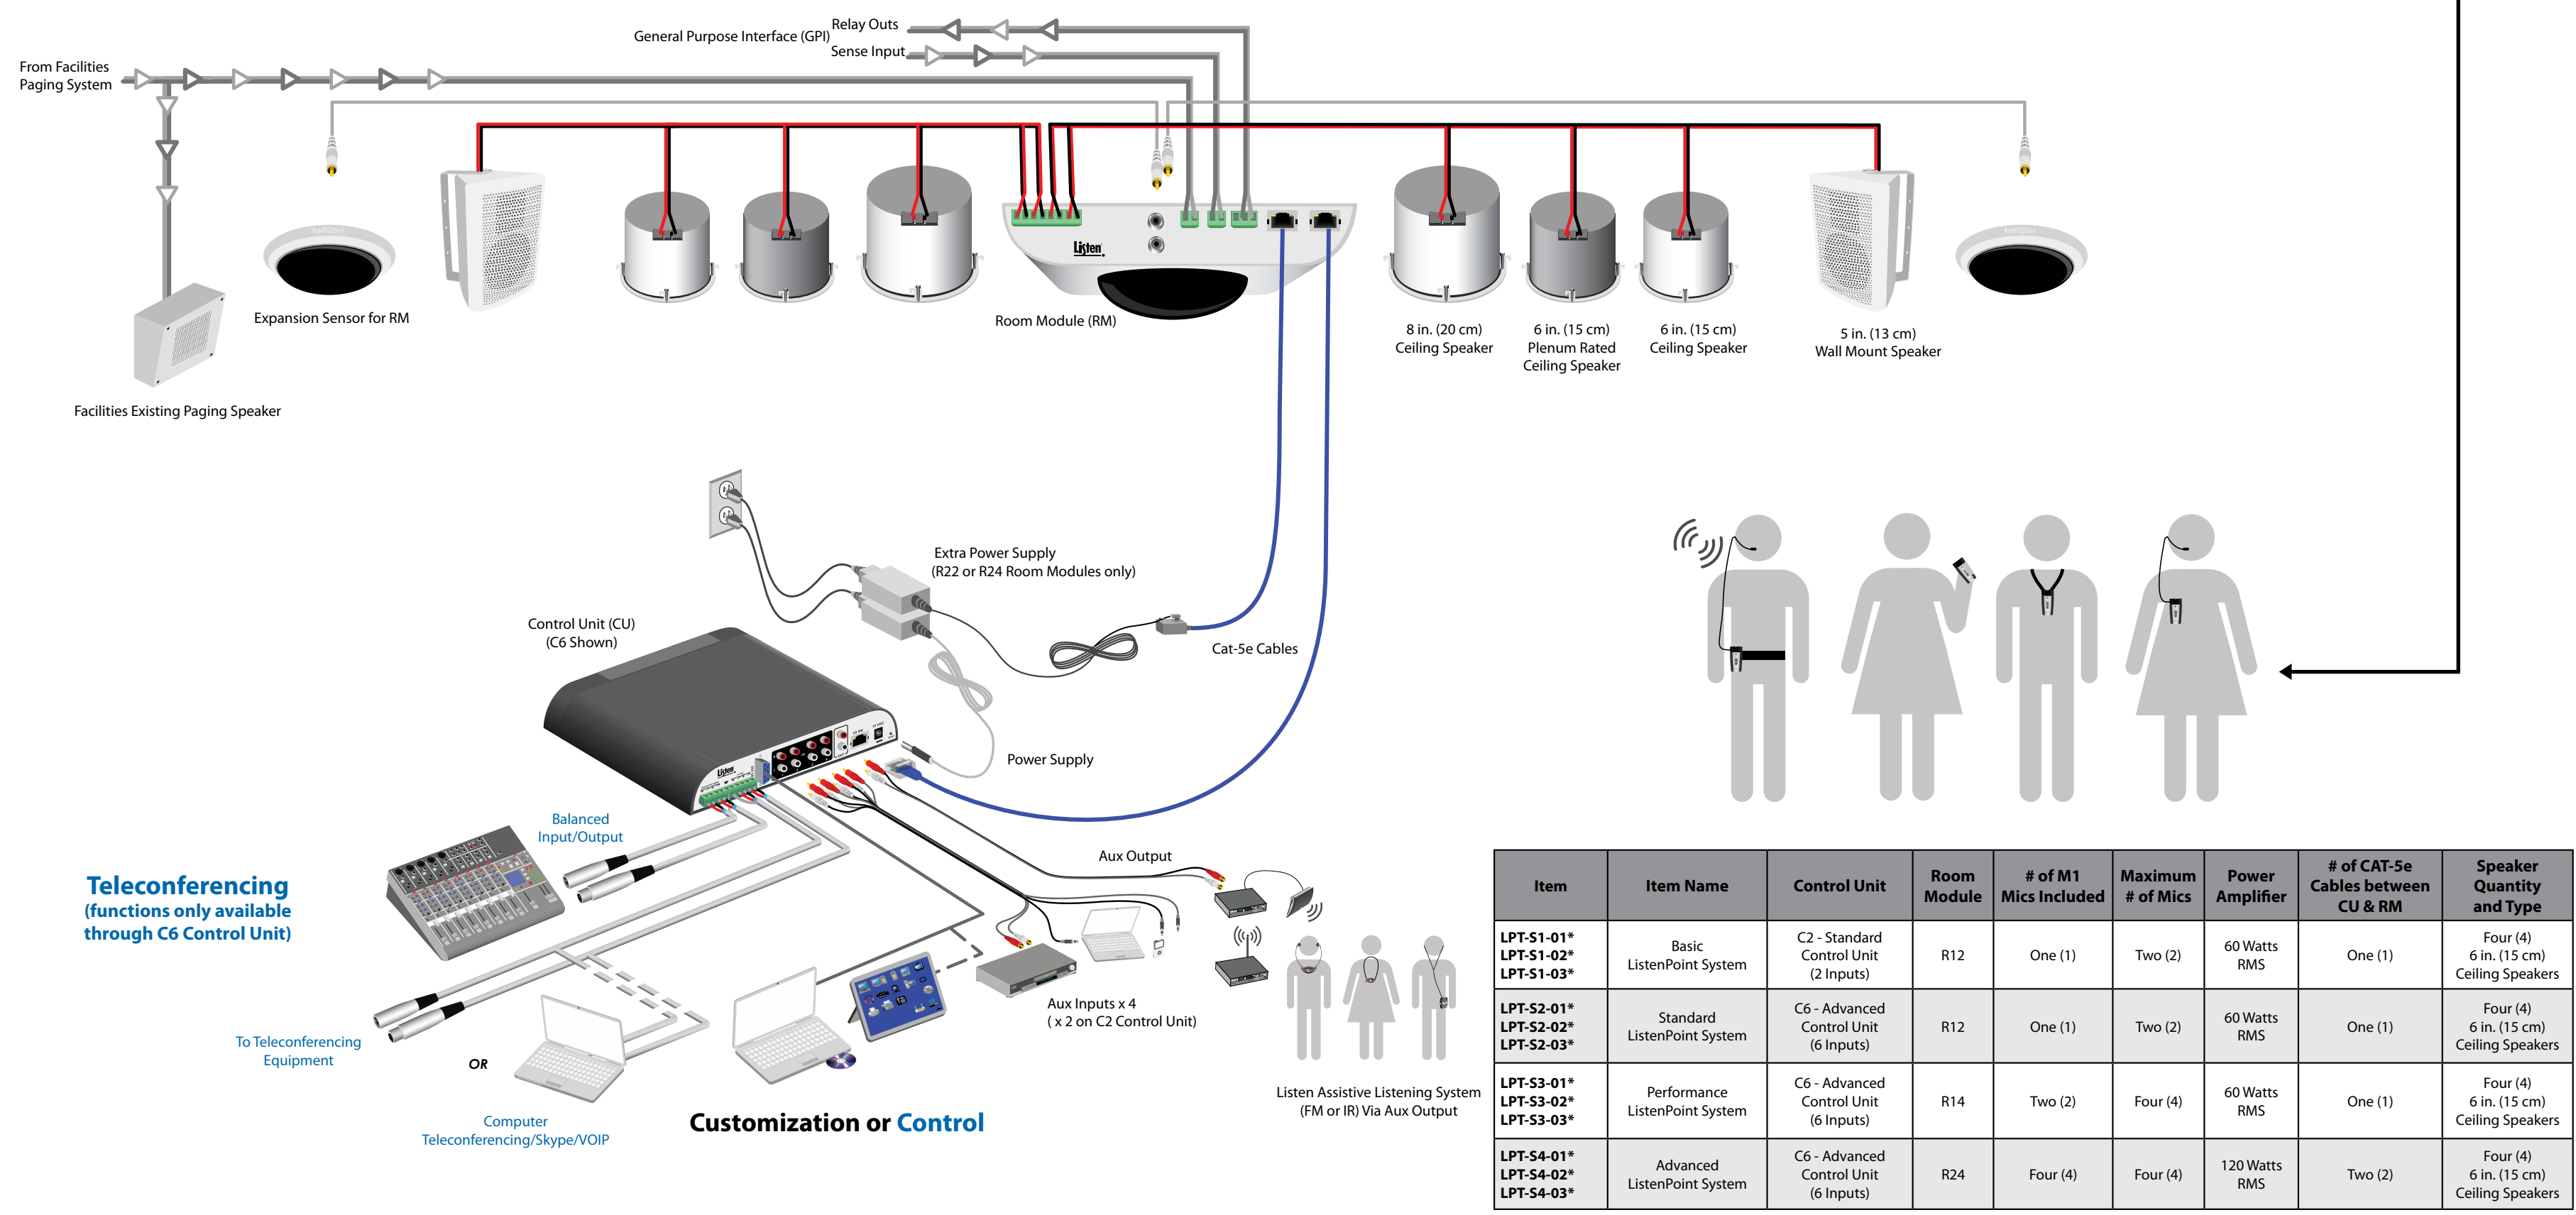 Relay Outs
General Purpose Interface (GPI)
Sense Input
From Facilities
Paging System
Listen
Expansion Sensor for RM
Room Module (RM)
8 in. (20 cm)
Ceiling Speaker
6 in. (15 cm)
Plenum Rated
Ceiling Speaker
6 in. (15 cm)
Ceiling Speaker
5 in. (13 cm)
Wall Mount Speaker
Facilities Existing Paging Speaker
Extra Power Supply
(R22 or R24 Room Modules only)
Control Unit (CU)
(C6 Shown)
Cat-5e Cables
Power Supply
Listen
Balanced
Input/Output
Aux Output
Teleconferencing
(functions only available
through C6 Control Unit)
Aux Inputs x 4
( x 2 on C2 Control Unit)
To Teleconferencing
Equipment
OR
Computer
Teleconferencing/Skype/VOIP
Customization or Control
Listen Assistive Listening System
(FM or IR) Via Aux Output
Item
Item Name
Control Unit
Room
Module
# of M1
Mics Included
Maximum
# of Mics
Power
Amplifier
# of CAT-5e
Cables between
CU & RM
Speaker
Quantity
and Type
LPT-S1-01*
LPT-S1-02*
LPT-S1-03*
Basic
ListenPoint System
C2 - Standard
Control Unit
(2 Inputs)
R12
One (1)
Two (2)
60 Watts
RMS
One (1)
Four (4)
6 in. (15 cm)
Ceiling Speakers
LPT-S2-01*
LPT-S2-02*
LPT-S2-03*
Standard
ListenPoint System
C6 - Advanced
Control Unit
(6 Inputs)
R12
One (1)
Two (2)
60 Watts
RMS
One (1)
Four (4)
6 in. (15 cm)
Ceiling Speakers
LPT-S3-01*
LPT-S3-02*
LPT-S3-03*
Performance
ListenPoint System
C6 - Advanced
Control Unit
(6 Inputs)
R14
Two (2)
Four (4)
60 Watts
RMS
One (1)
Four (4)
6 in. (15 cm)
Ceiling Speakers
LPT-S4-01*
LPT-S4-02*
LPT-S4-03*
Advanced
ListenPoint System
C6 - Advanced
Control Unit
(6 Inputs)
R24
Four (4)
Four (4)
120 Watts
RMS
Two (2)
Four (4)
6 in. (15 cm)
Ceiling Speakers